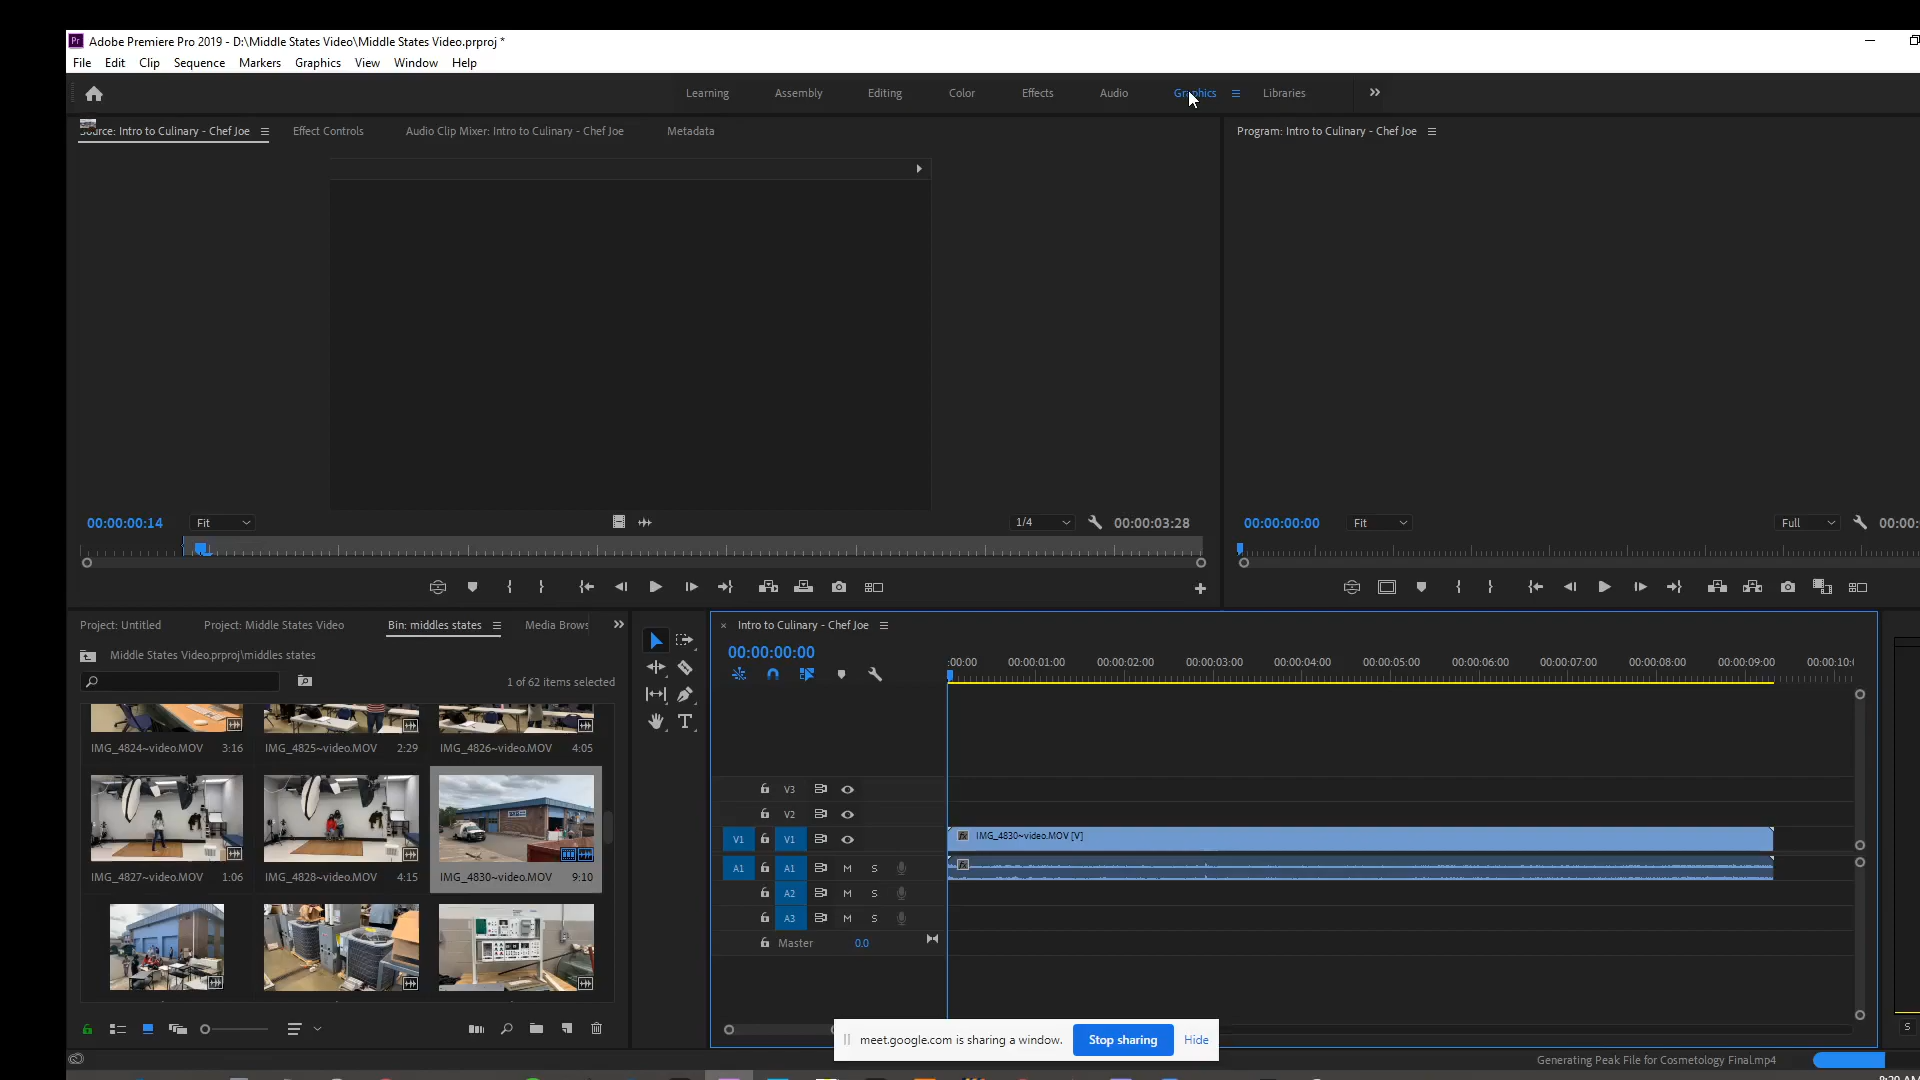 Pr Adobe Premiere Pro 2019 - D:\Middle States Video\Middle States Video.prproj *
File Edit Clip Sequence Markers Graphics View Window Help
Learning Assembly Editing Color Effects Audio Graphics Libraries
Source: Intro to Culinary - Chef Joe Effect Controls Audio Clip Mixer: Intro to Culinary - Chef Joe Metadata
Program: Intro to Culinary - Chef Joe
00:00:00:14 Fit 1/4 00:00:03:28
00:00:00:00 Fit Full 00:00:
Project: Untitled Project: Middle States Video Bin: middles states Media Brows
Middle States Video.prproj\middles states
1 of 62 items selected
IMG_4824~video.MOV 3:16 IMG_4825~video.MOV 2:29 IMG_4826~video.MOV 4:05
IMG_4827~video.MOV 1:06 IMG_4828~video.MOV 4:15 IMG_4830~video.MOV 9:10
× Intro to Culinary - Chef Joe
00:00:00:00
:00:00 00:00:01:00 00:00:02:00 00:00:03:00 00:00:04:00 00:00:05:00 00:00:06:00 00:00:07:00 00:00:08:00 00:00:09:00 00:00:10:0
V3
V2
V1 V1 fx IMG_4830~video.MOV [V]
A1 A1 M S fx
A2 M S
A3 M S
Master 0.0
meet.google.com is sharing a window. Stop sharing Hide
S
Generating Peak File for Cosmetology Final.mp4